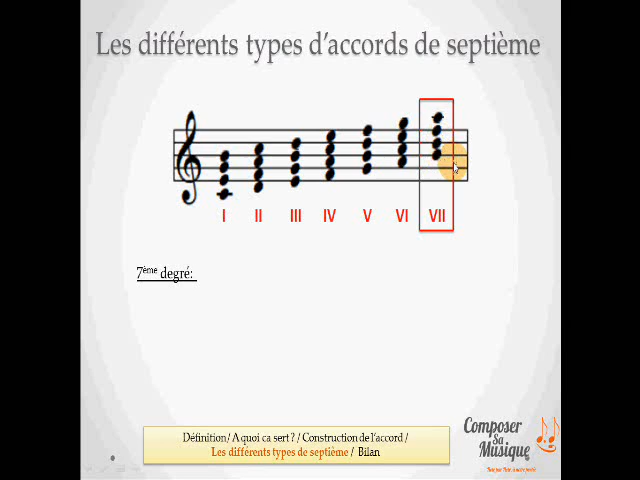 Les différents types d'accords de septième
I II III IV V VI VII
7ème degré:
Définition / A quoi ca sert ? / Construction de l'accord /
Les différents types de septième / Bilan
Composer
Sa
Musique